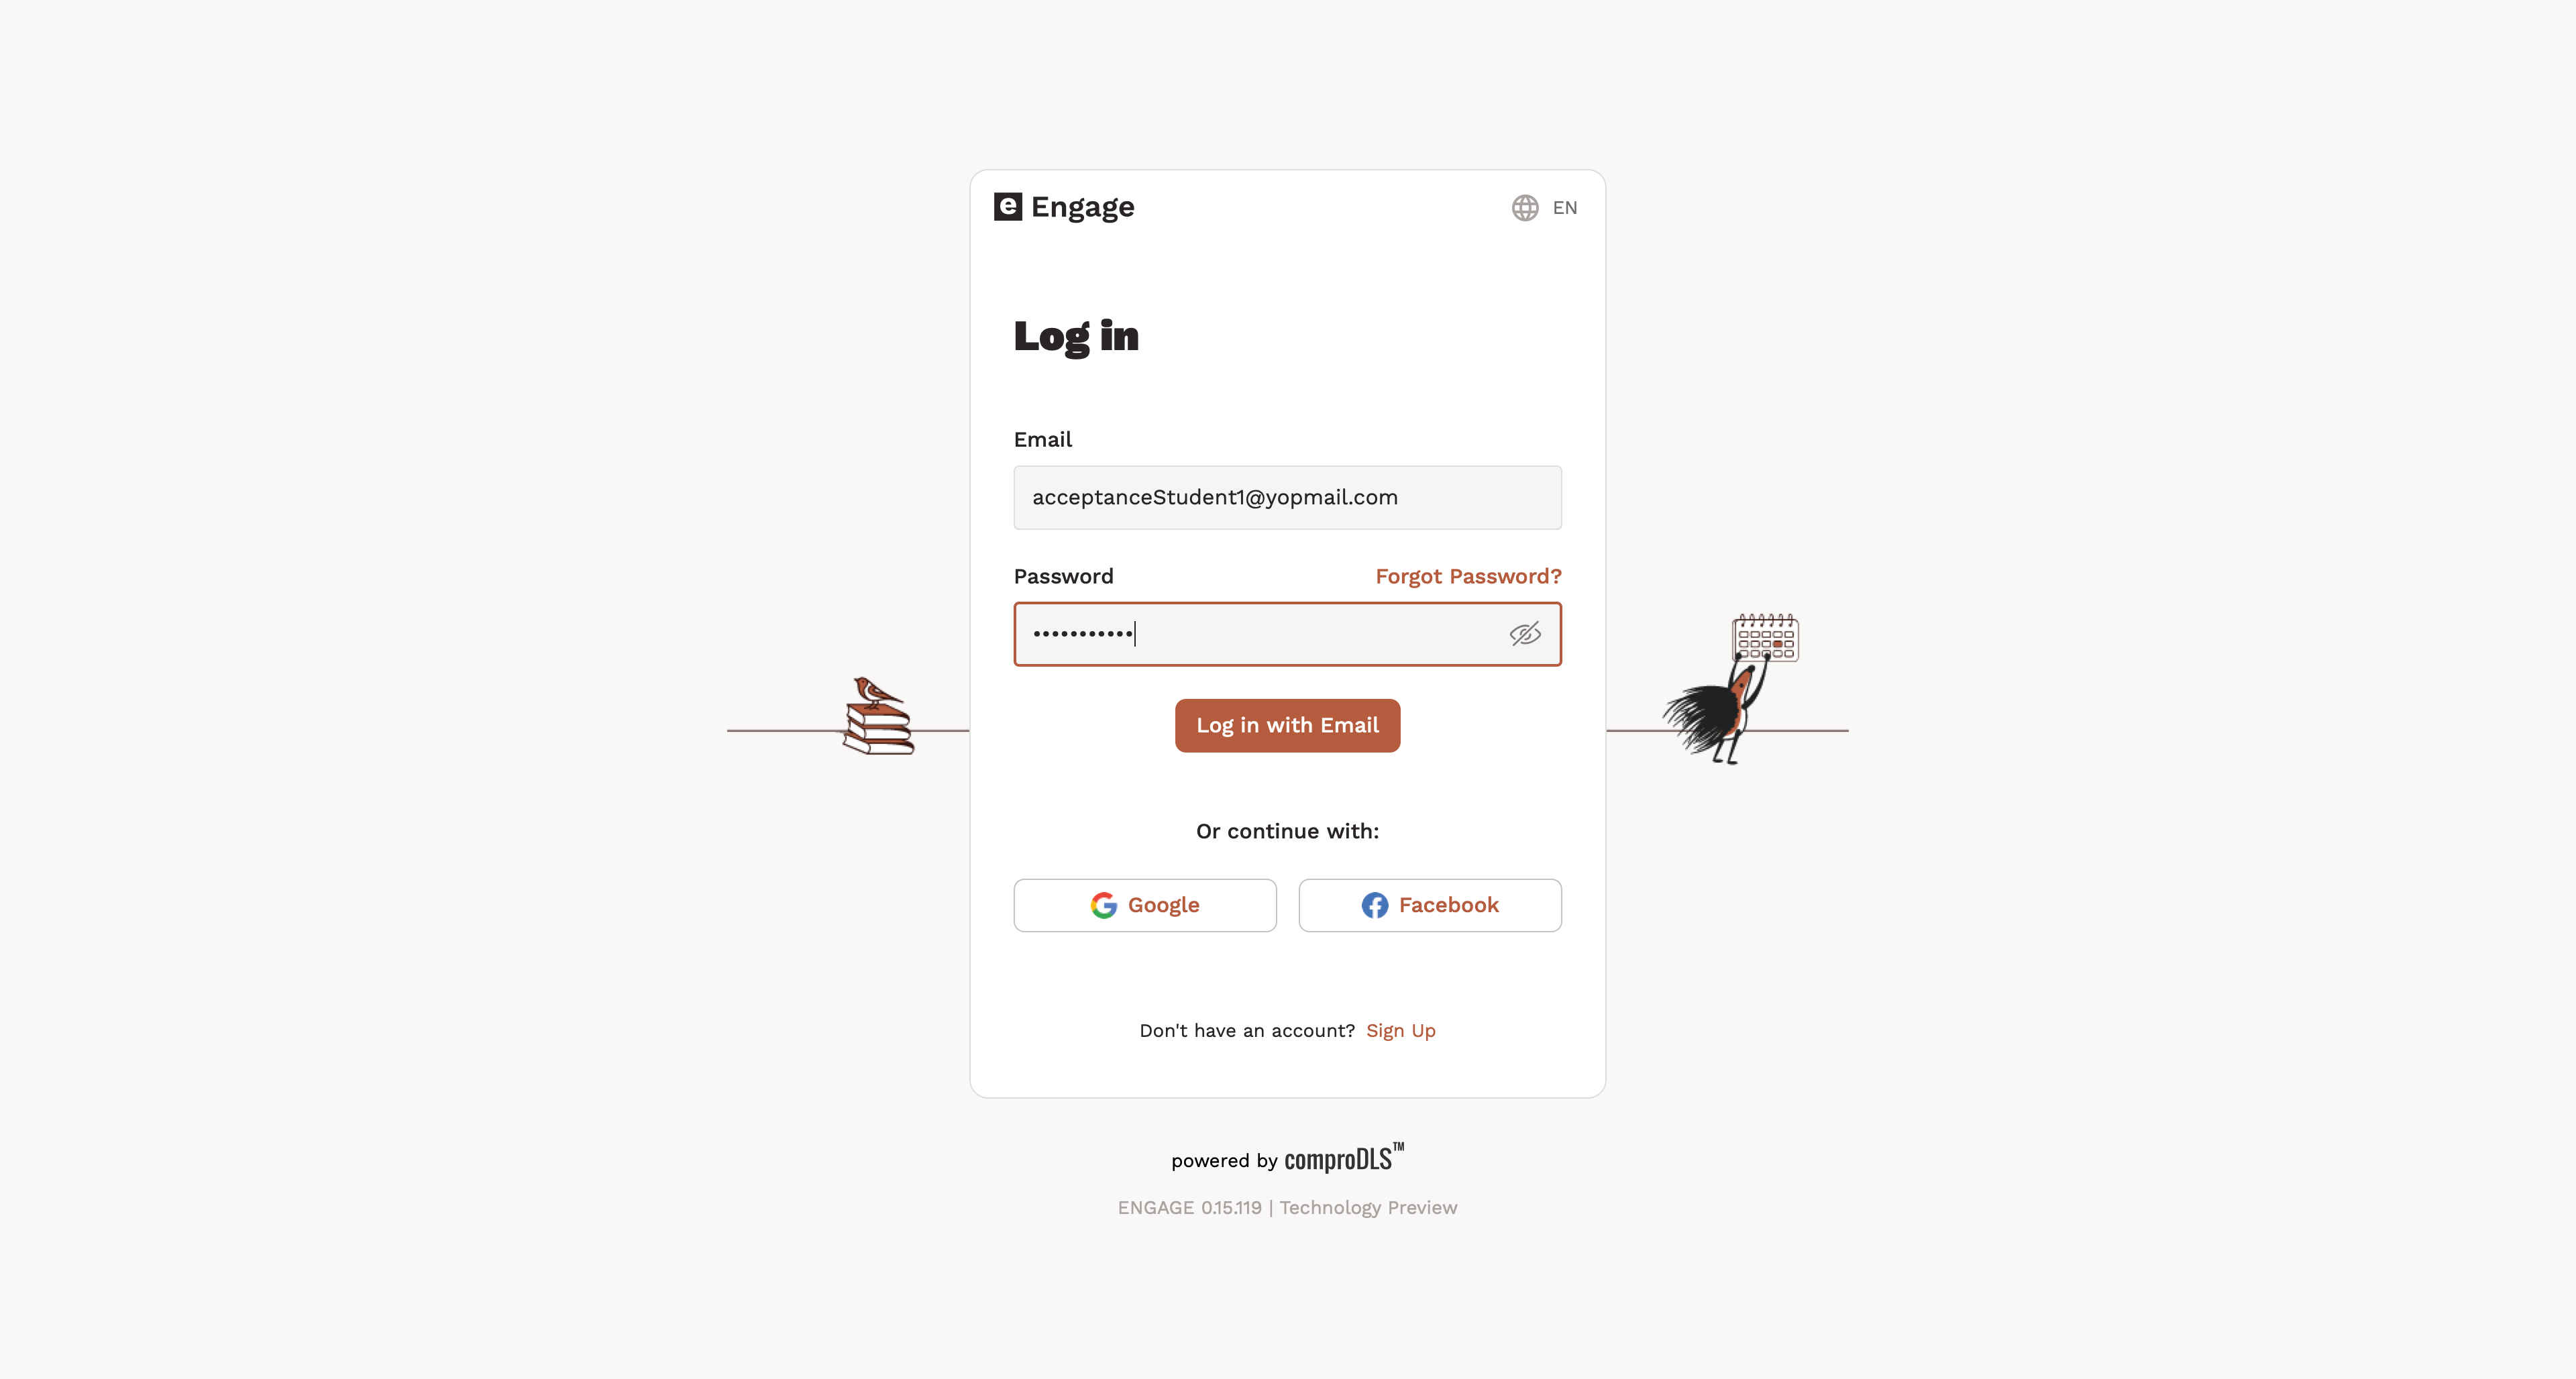 e Engage
EN
Log in
Email
acceptanceStudent1@yopmail.com
Password Forgot Password?
•••••••••••
Log in with Email
Or continue with:
Google
Facebook
Don't have an account? Sign Up
powered by comproDLS™
ENGAGE 0.15.119 | Technology Preview